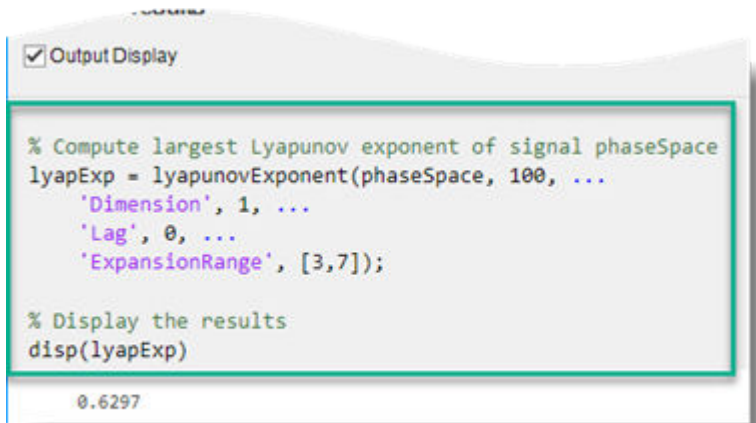 Output Display
% Compute largest Lyapunov exponent of signal phaseSpace
lyapExp = lyapunovExponent(phaseSpace, 100, ...
'Dimension', 1, ...
'Lag', 0, ...
'ExpansionRange', [3,7]);
% Display the results
disp(lyapExp)
0.6297